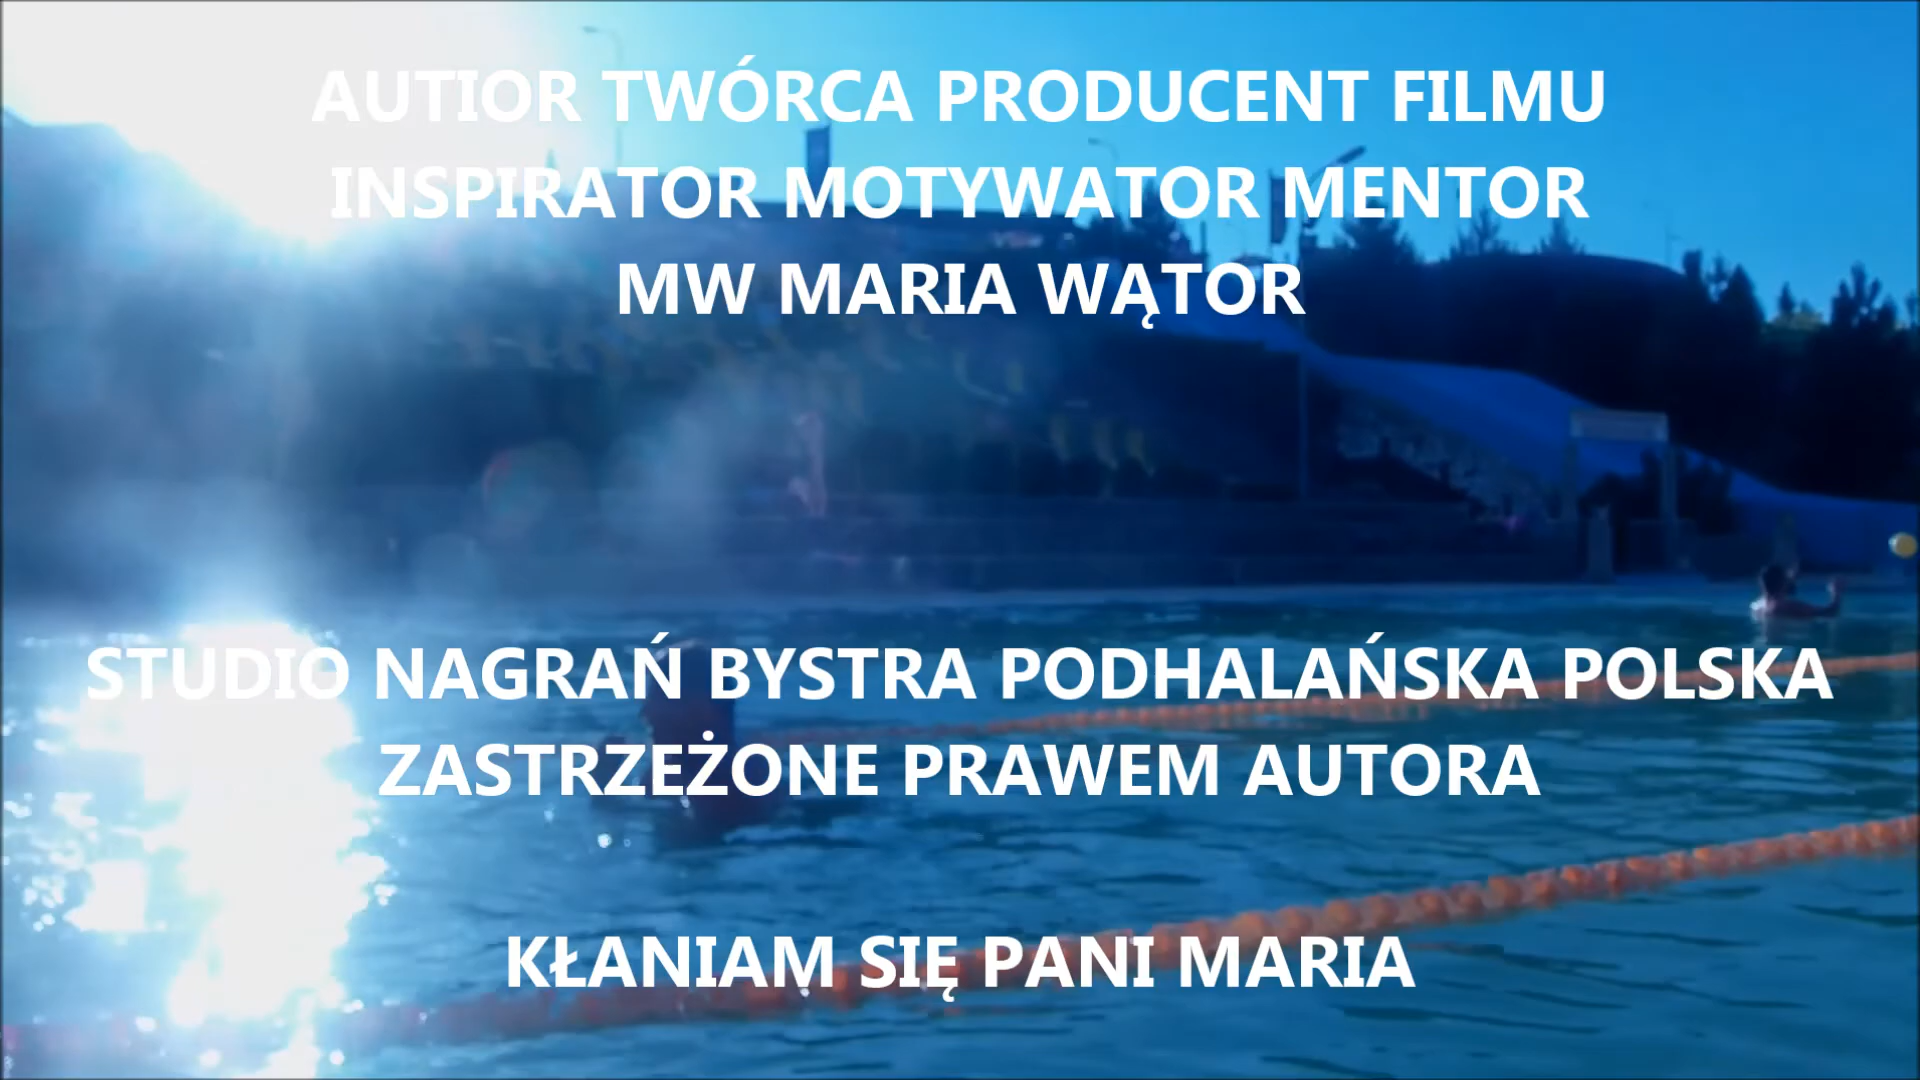 AUTIOR TWÓRCA PRODUCENT FILMU
INSPIRATOR MOTYWATOR MENTOR
MW MARIA WĄTOR
STUDIO NAGRAŃ BYSTRA PODHALAŃSKA POLSKA
ZASTRZEŻONE PRAWEM AUTORA
KŁANIAM SIĘ PANI MARIA